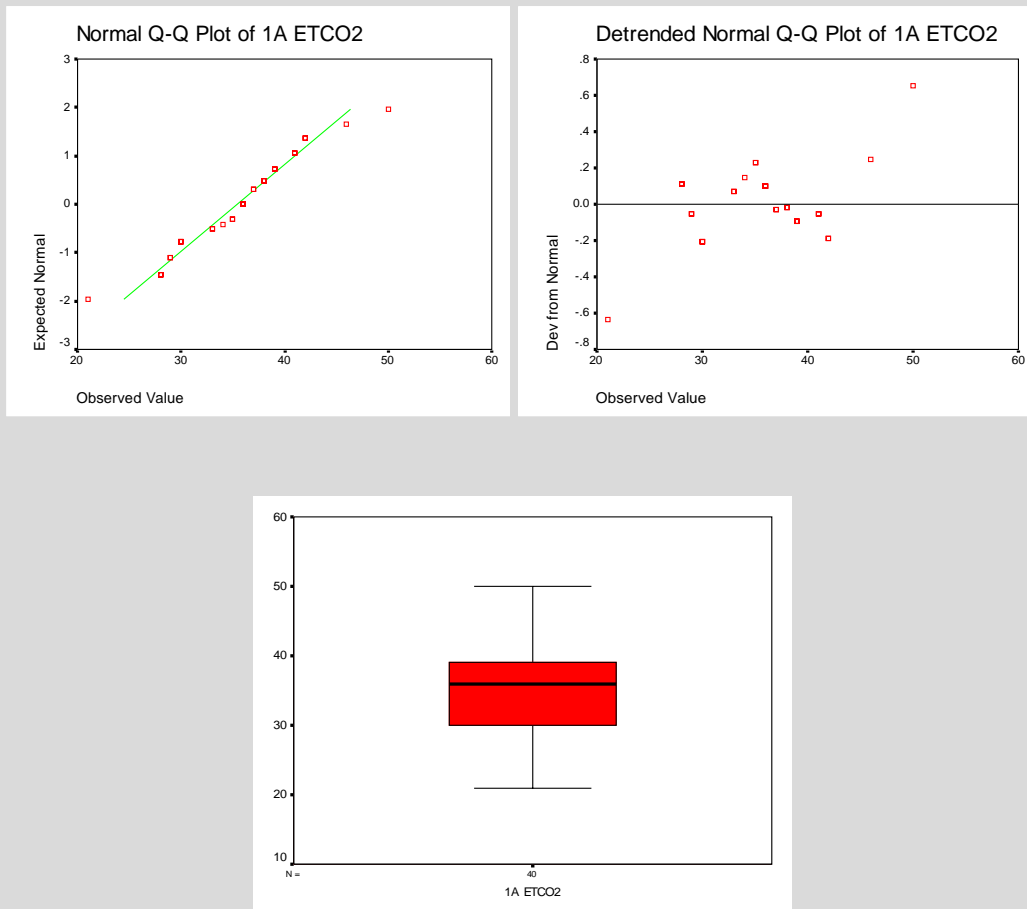 Normal Q-Q Plot of 1A ETCO2
3
2
1
0
-1
-2
-3
Expected Normal
20 30 40 50 60
Observed Value
Detrended Normal Q-Q Plot of 1A ETCO2
.8
.6
.4
.2
0.0
-.2
-.4
-.6
-.8
Dev from Normal
20 30 40 50 60
Observed Value
60
50
40
30
20
10
N = 40
1A ETCO2